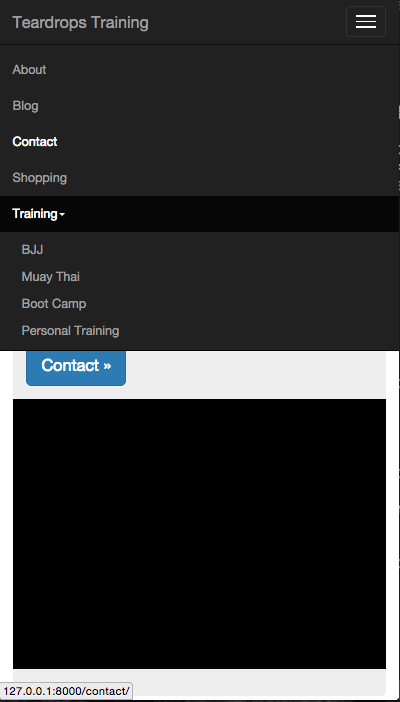 Teardrops Training
About
Blog
Contact
Shopping
Training
BJJ
Muay Thai
Boot Camp
Personal Training
Contact »
127.0.0.1:8000/contact/